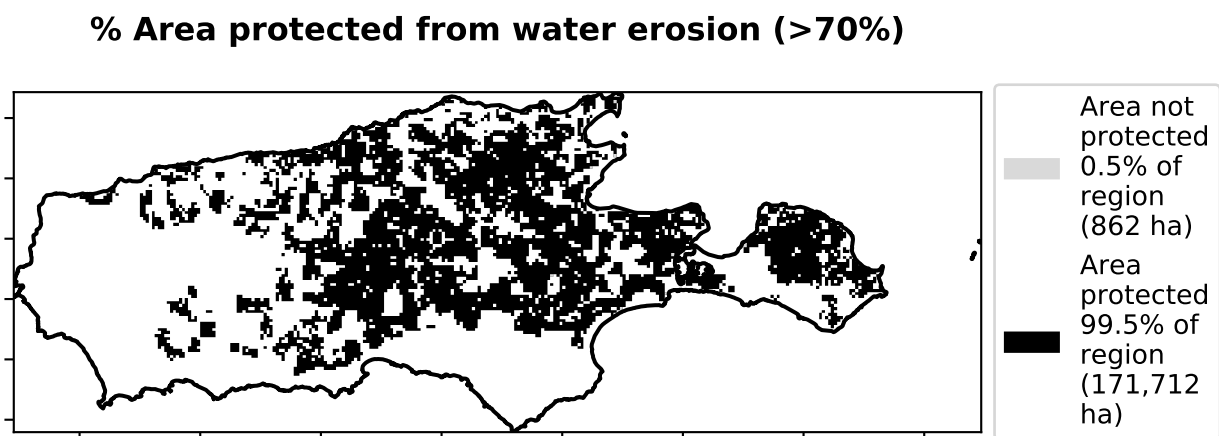 % Area protected from water erosion (>70%)
Area not
protected
0.5% of
region
(862 ha)
Area
protected
99.5% of
region
(171,712
ha)